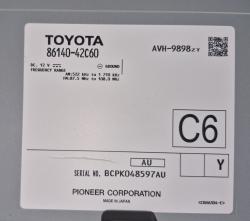 TOYOTA
86140-42C60
AVH-9898ZY
DC 12 V
GROUND
FREQUENCY RANGE
AM:522 kHz to 1,710 kHz
FM:87.5 MHz to 108.0 MHz
C6
AU
Y
SERIAL NO. BCPK048597AU
PIONEER CORPORATION
MADE IN JAPAN